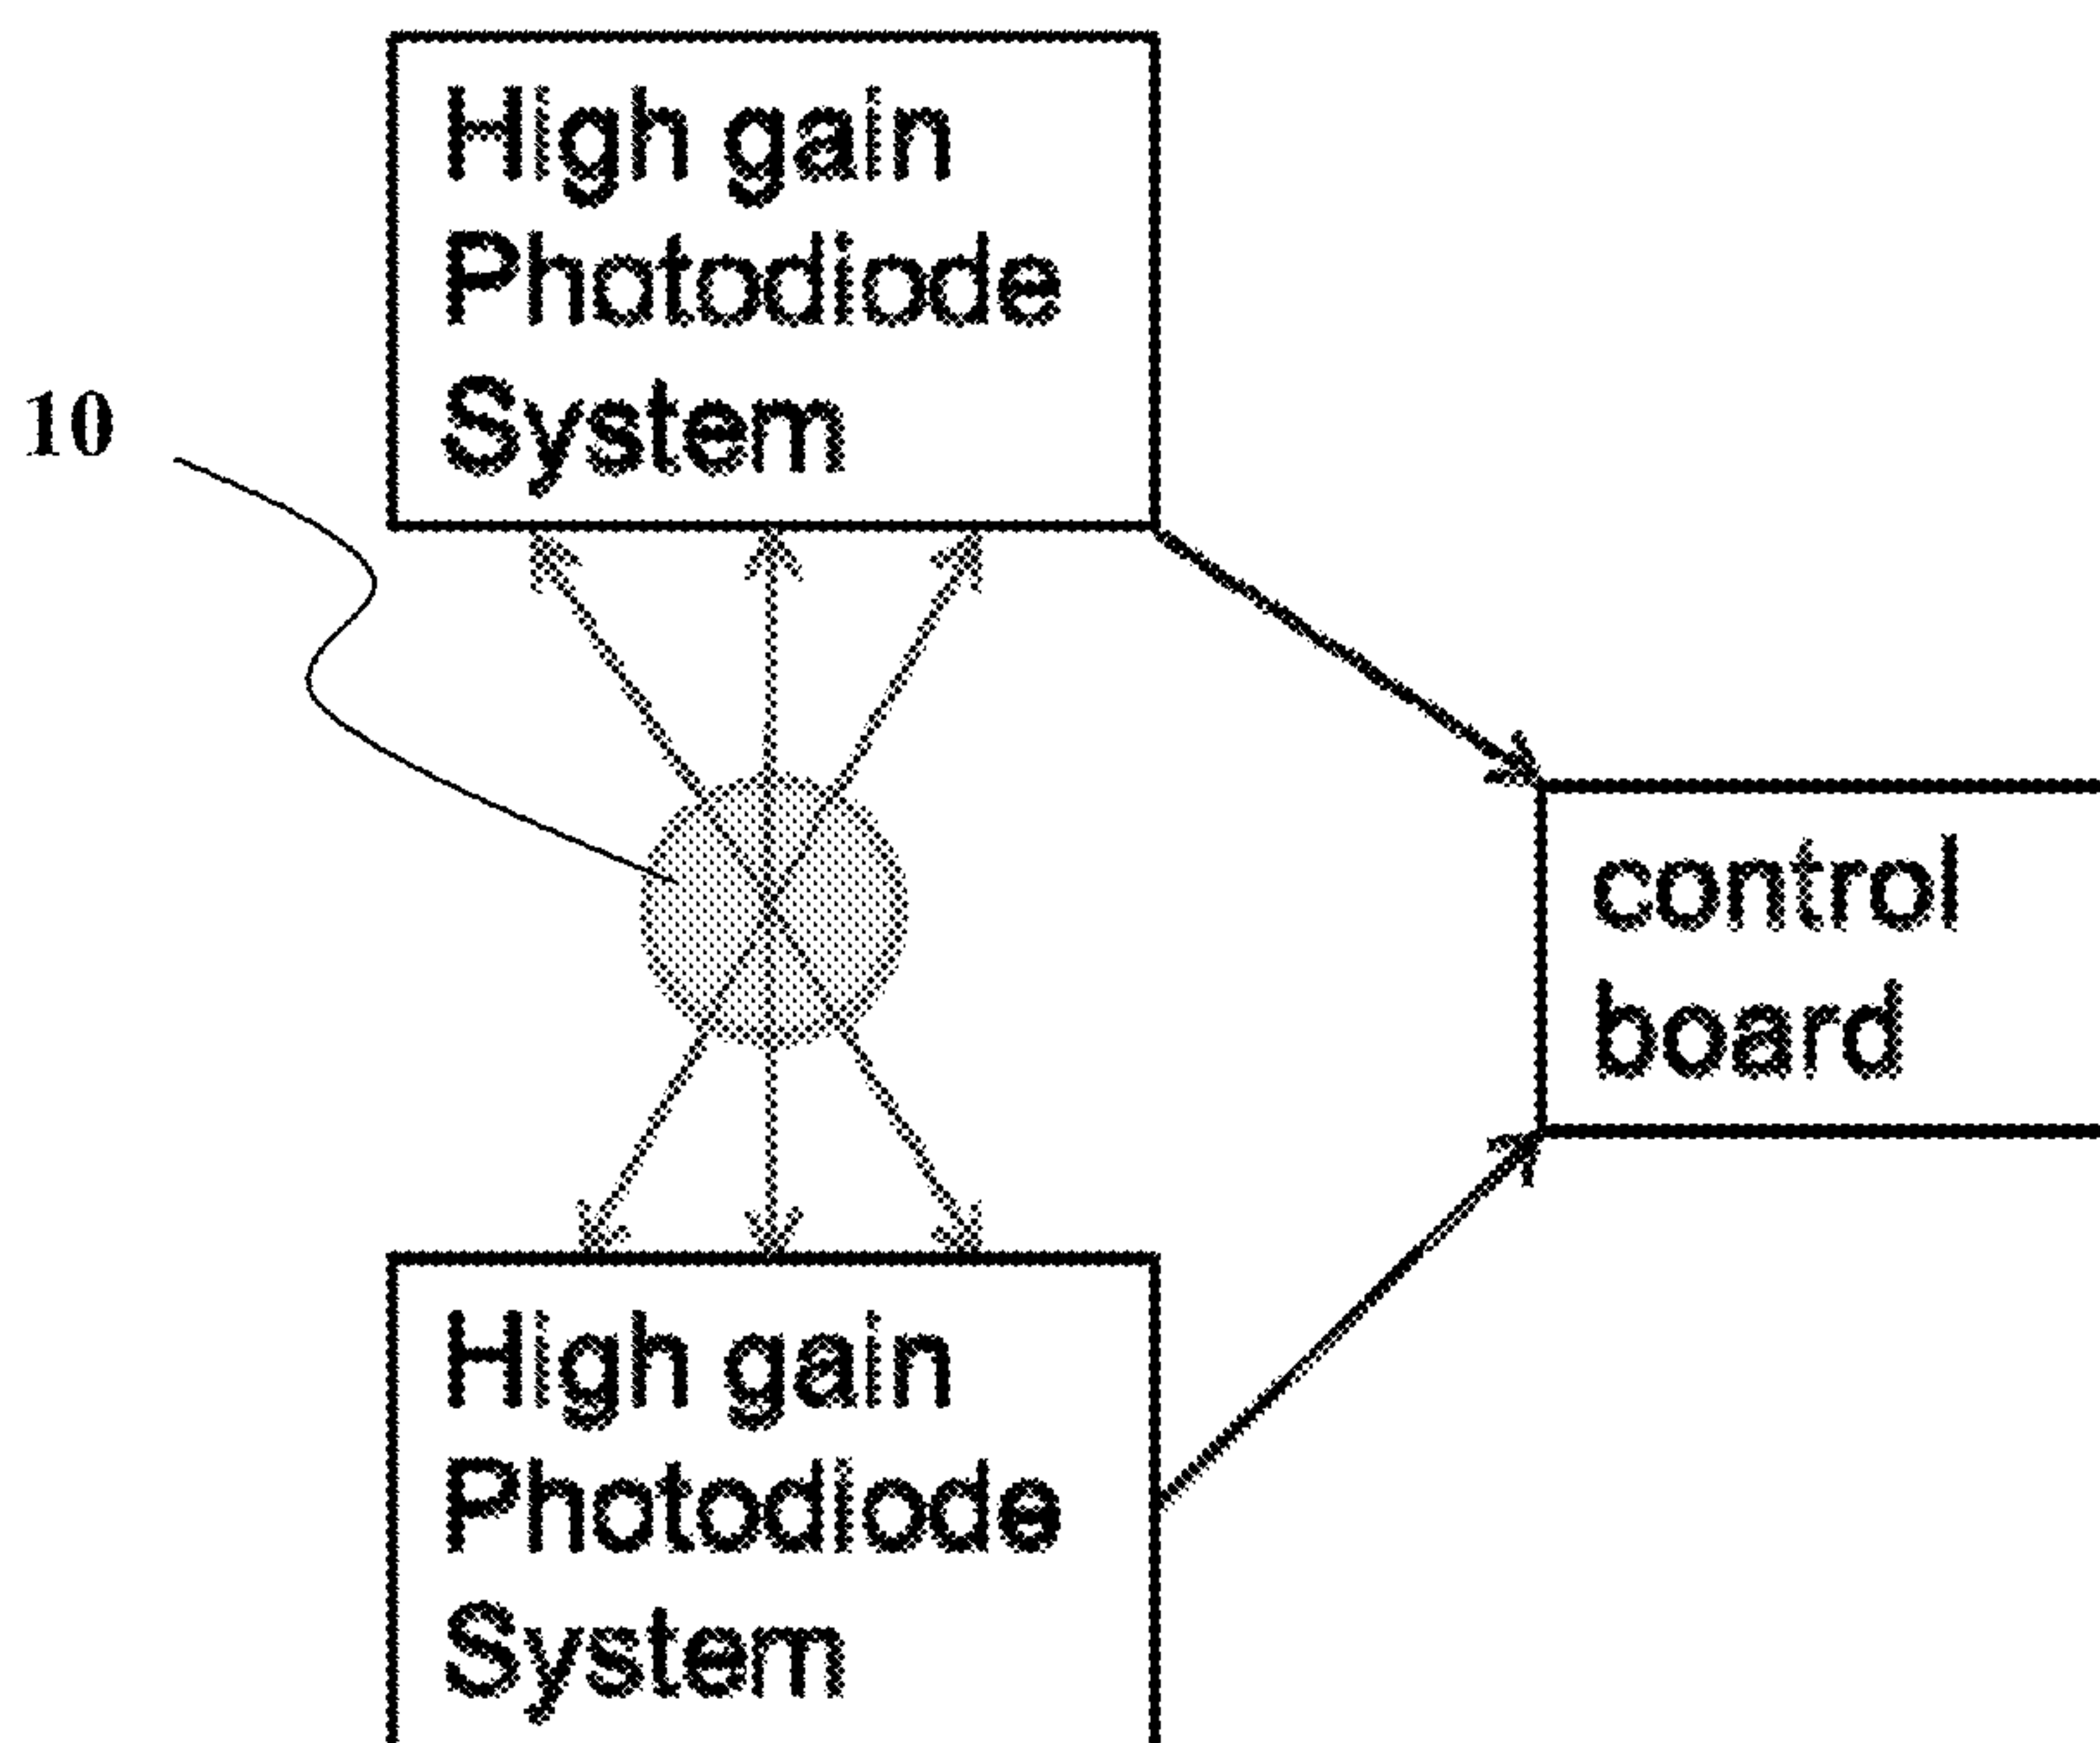 High gain
Photodiode
System
10
control
board
High gain
Photodiode
System